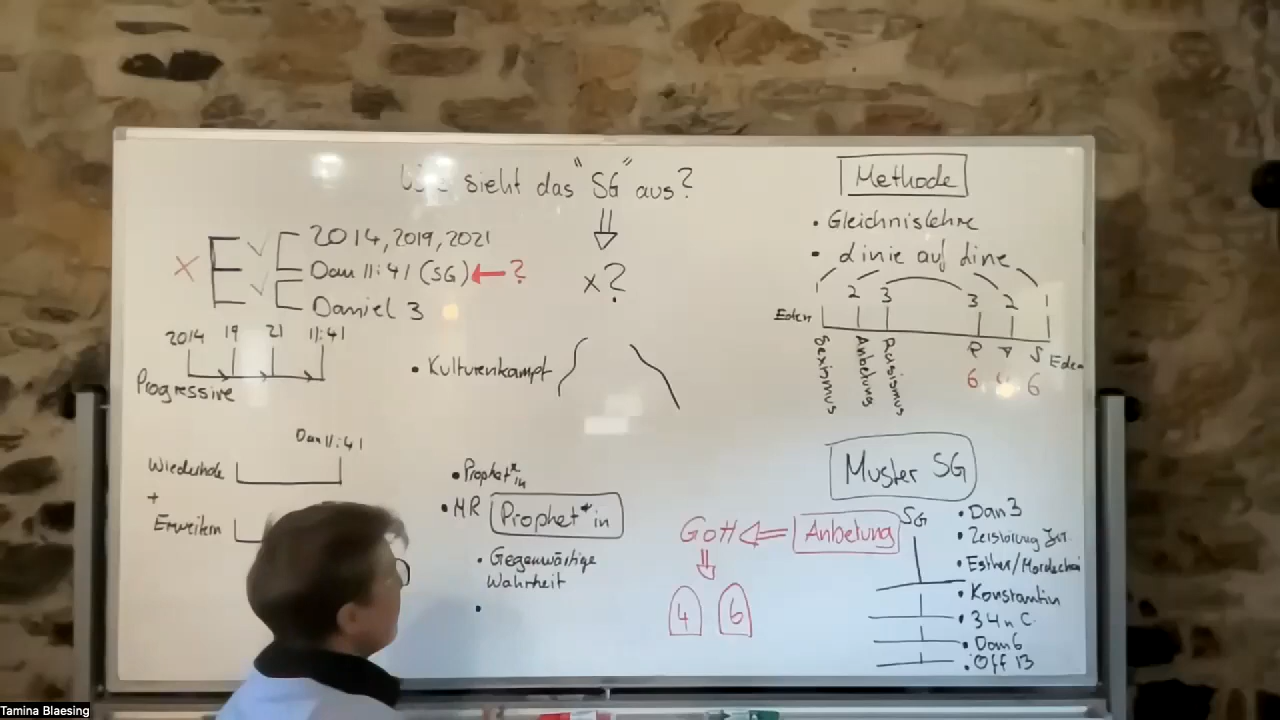 sieht das "SG" aus?
x?
x E
2014, 2019, 2021
Dan 11:41 (SG) ← ?
Daniel 3
2014 19 21 11:41
Progressive
Dan 11:41
Wiederhole
+
Erweitern
• Kulturenkampf
• Prophet*in
• MR
Prophet*in
• Gegenwärtige
Wahrheit
•
Gott
Anbetung
4 6
Methode
• Gleichnislehre
• Linie auf Linie
1 2 3 3 2 1
Eden
Sexismus
Anbetung
Rassismus
R A S
Eden
6 6
Muster SG
SG
• Dan 3
• Zerstörung
• Esther/Mordechai
• Konstantin
• 34 n C.
• Dan 6
• Off 13
Tamina Blaesing